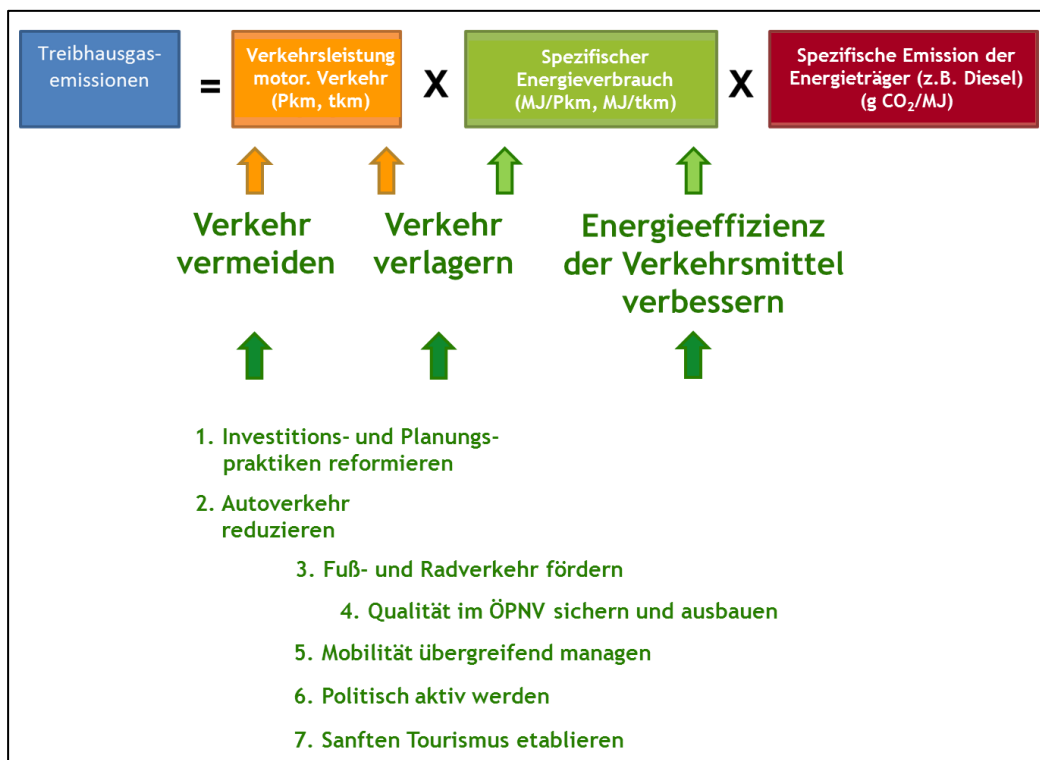 Treibhausgas-
emissionen
=
Verkehrsleistung
motor. Verkehr
(Pkm, tkm)
X
Spezifischer
Energieverbrauch
(MJ/Pkm, MJ/tkm)
X
Spezifische Emission der
Energieträger (z.B. Diesel)
(g CO₂/MJ)
Verkehr
vermeiden
Verkehr
verlagern
Energieeffizienz
der Verkehrsmittel
verbessern
1. Investitions- und Planungs-
praktiken reformieren
2. Autoverkehr
reduzieren
3. Fuß- und Radverkehr fördern
4. Qualität im ÖPNV sichern und ausbauen
5. Mobilität übergreifend managen
6. Politisch aktiv werden
7. Sanften Tourismus etablieren